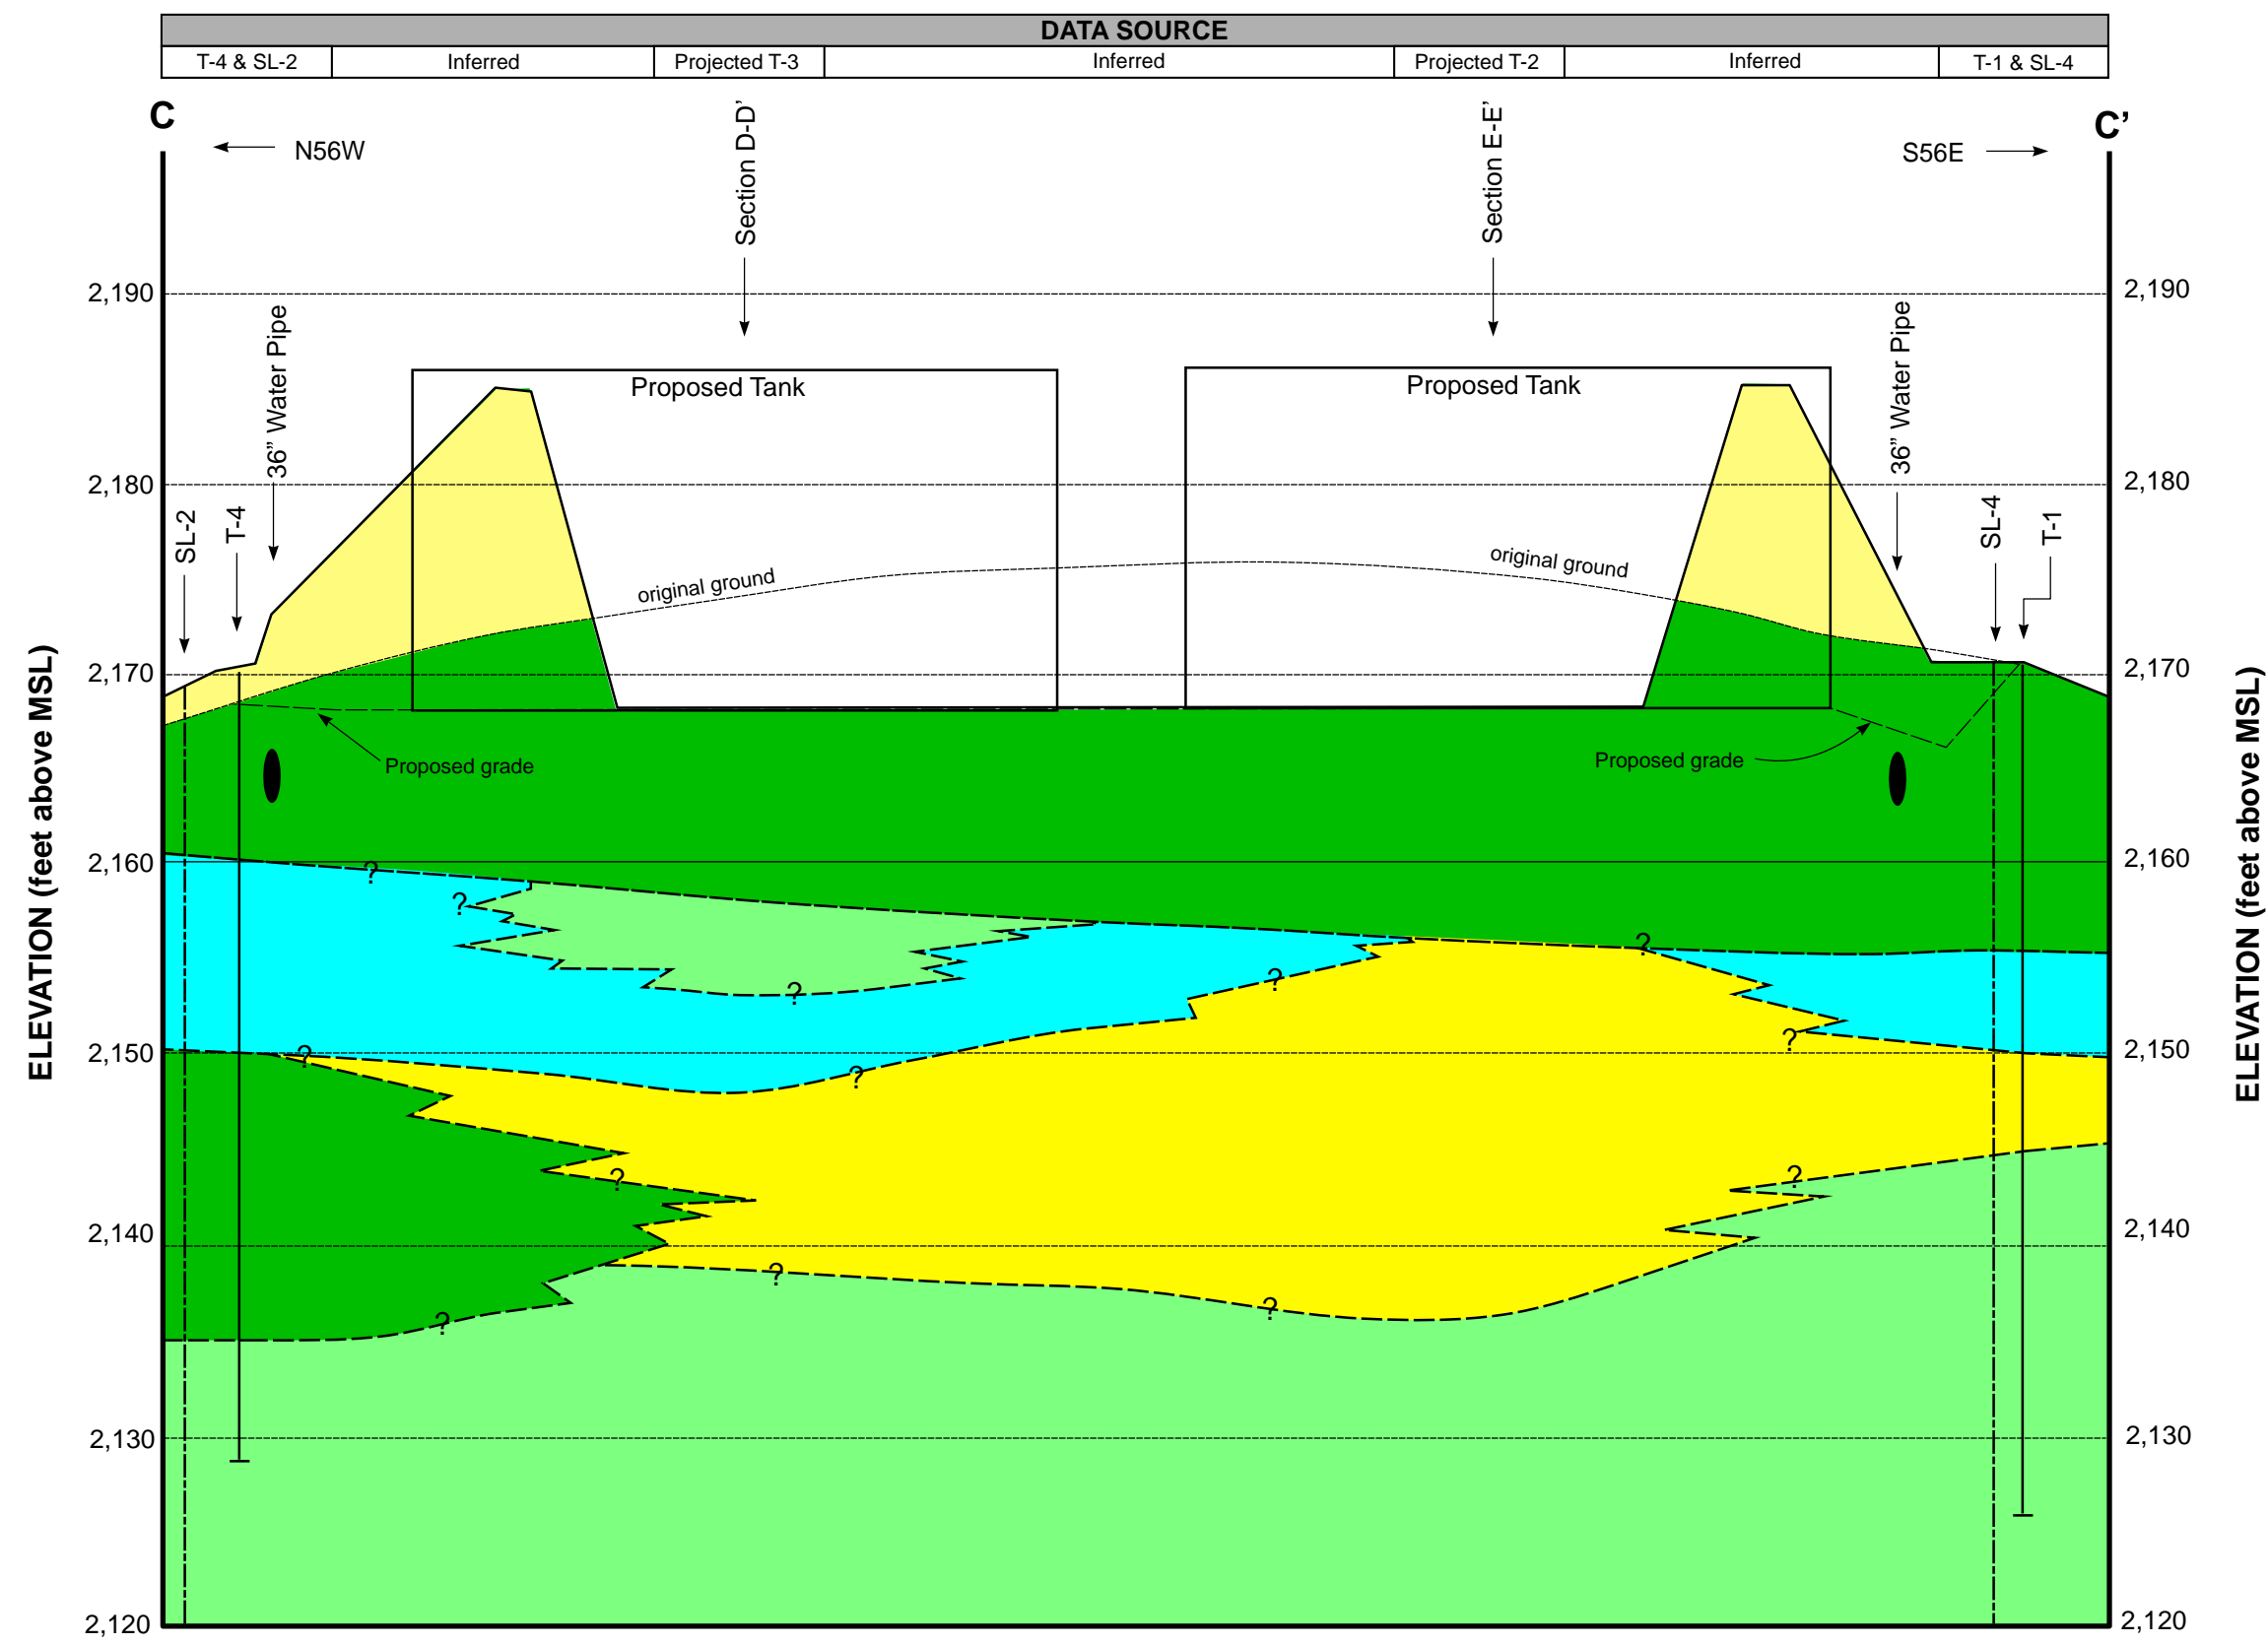 DATA SOURCE
T-4 & SL-2 Inferred Projected T-3 Inferred Projected T-2 Inferred T-1 & SL-4
C
C’
N56W
S56E
Section D-D’
Section E-E’
2,190
2,190
36” Water Pipe
36” Water Pipe
Proposed Tank
Proposed Tank
2,180
2,180
SL-2
T-4
SL-4
T-1
original ground
original ground
2,170
2,170
Proposed grade
Proposed grade
2,160
2,160
?
?
?
?
?
2,150
2,150
?
?
?
?
?
2,140
2,140
?
?
?
?
2,130
2,130
2,120
2,120
ELEVATION (feet above MSL)
ELEVATION (feet above MSL)